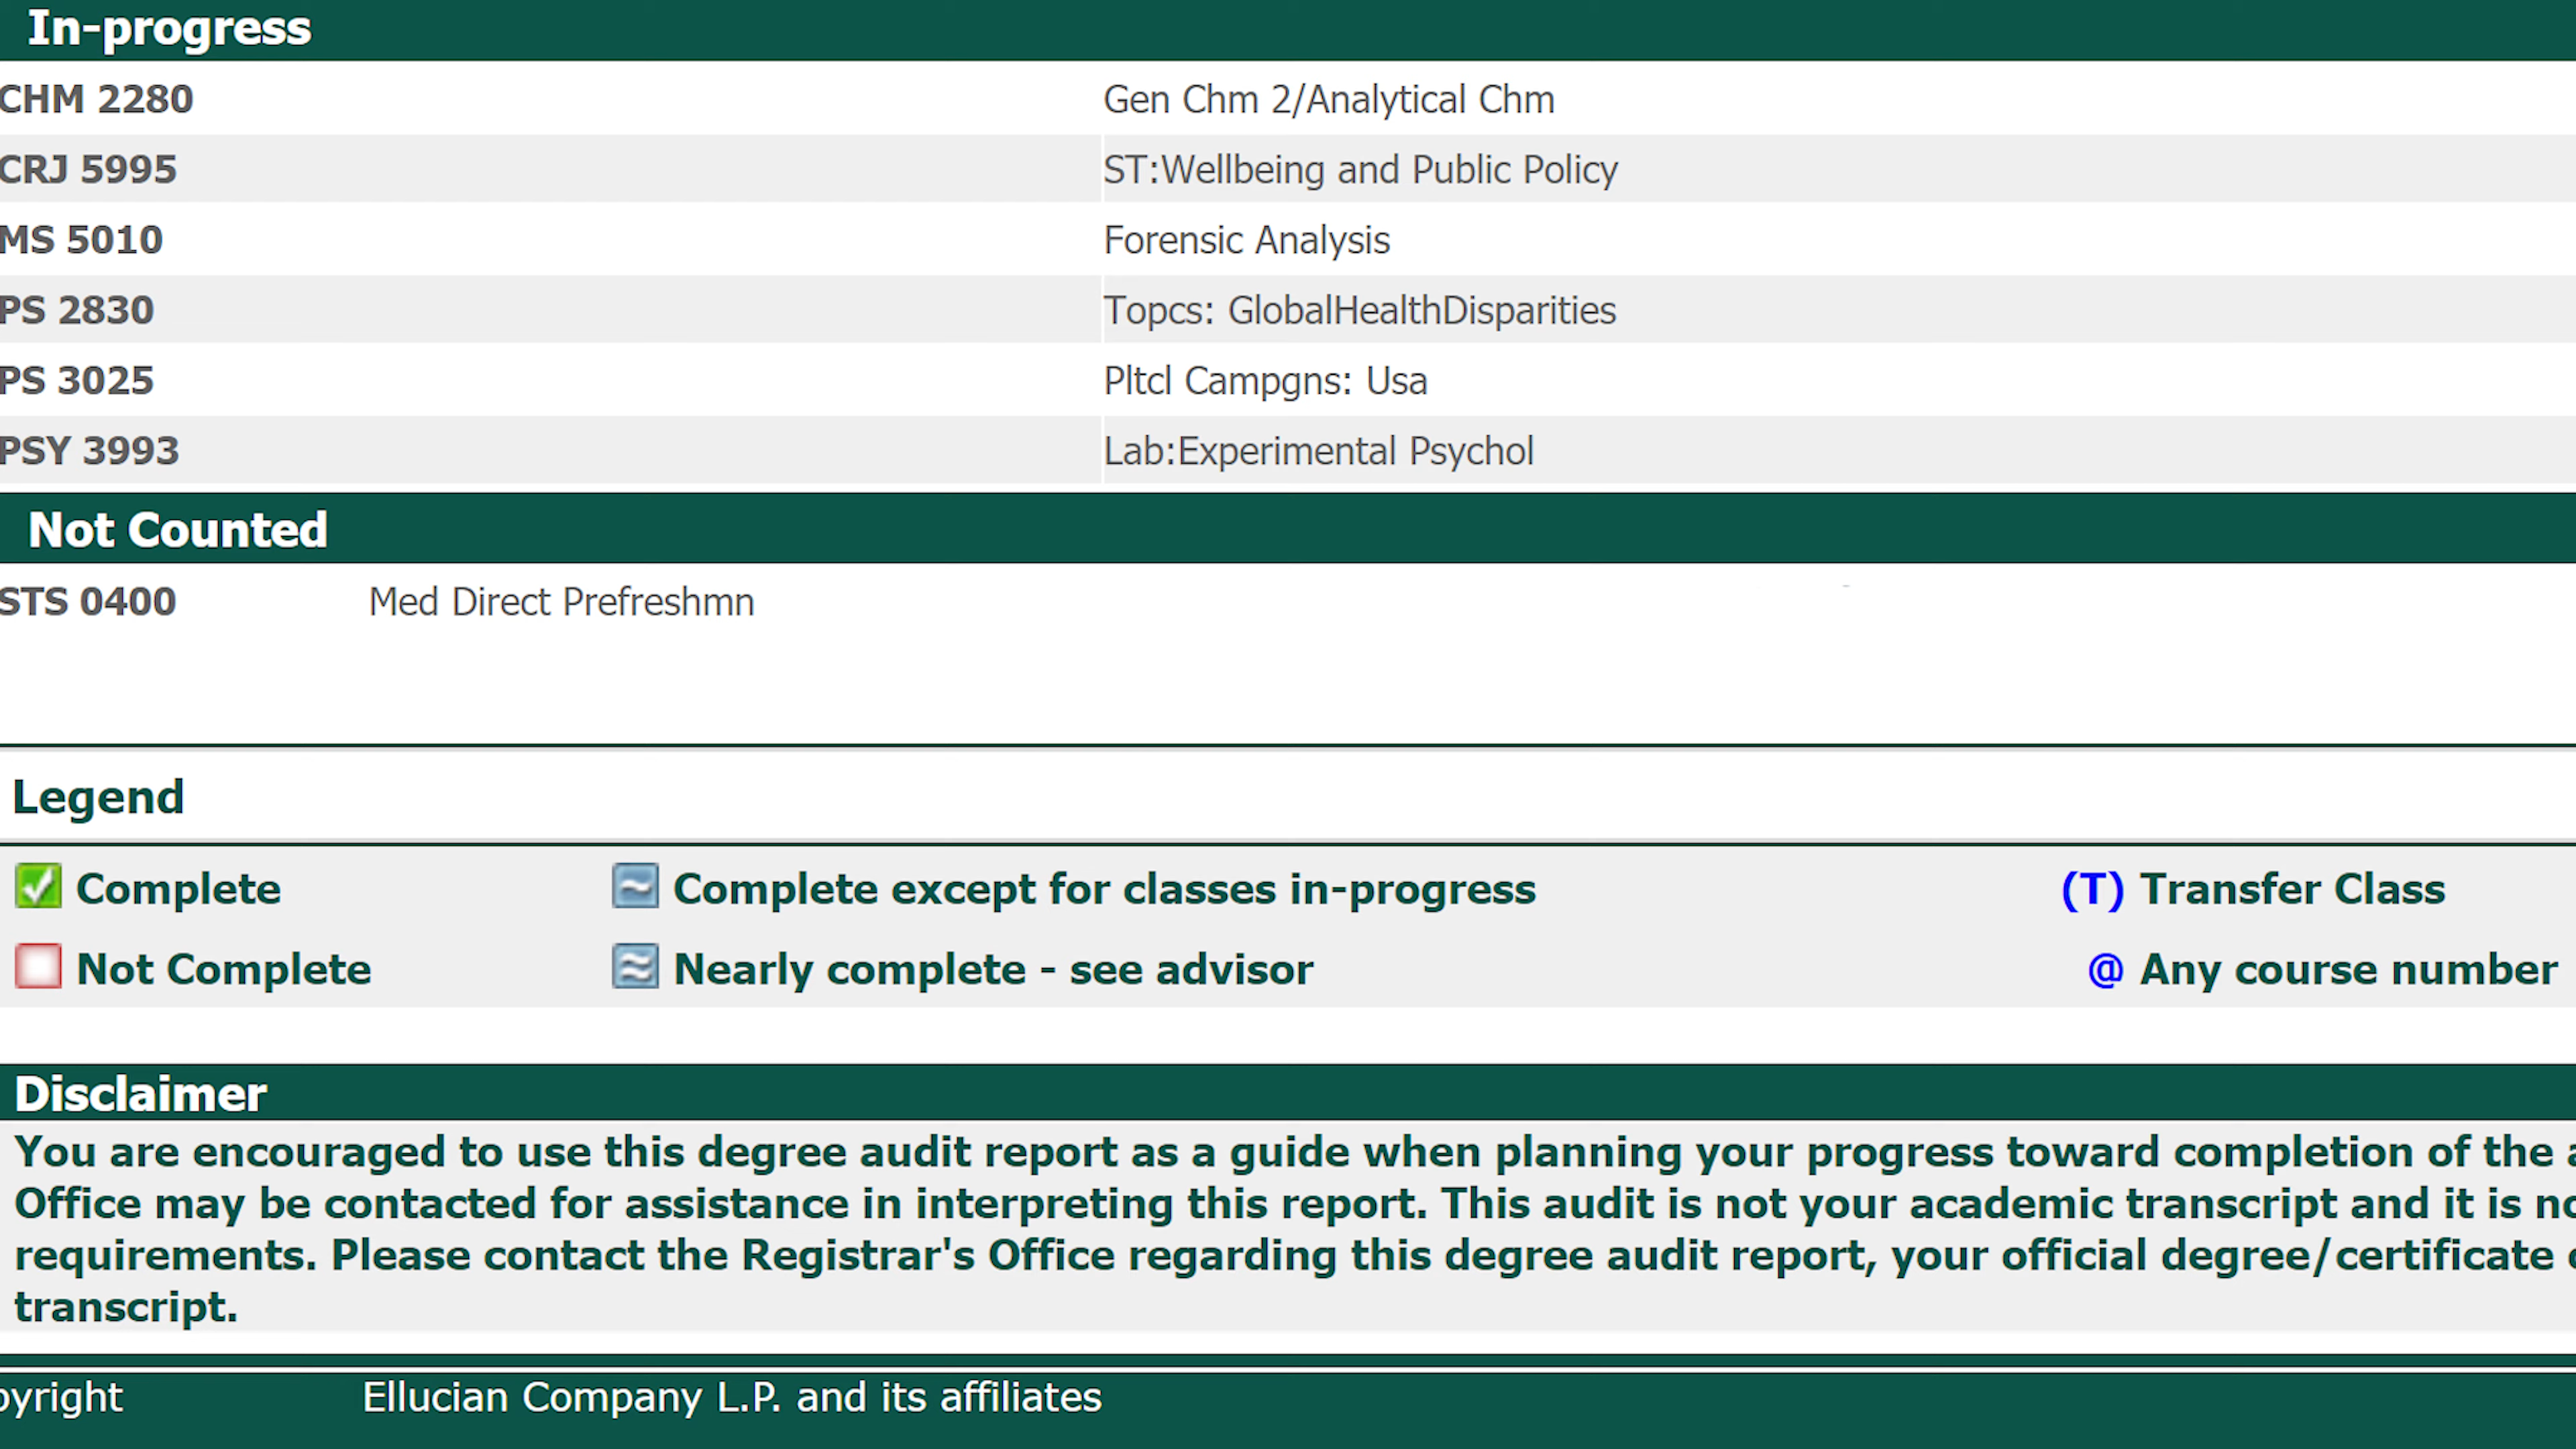 In-progress
CHM 2280 Gen Chm 2/Analytical Chm
CRJ 5995 ST:Wellbeing and Public Policy
MS 5010 Forensic Analysis
PS 2830 Topcs: GlobalHealthDisparities
PS 3025 Pltcl Campgns: Usa
PSY 3993 Lab:Experimental Psychol
Not Counted
STS 0400 Med Direct Prefreshmn
Legend
Complete Complete except for classes in-progress (T) Transfer Class
Not Complete Nearly complete - see advisor @ Any course number
Disclaimer
You are encouraged to use this degree audit report as a guide when planning your progress toward completion of the
Office may be contacted for assistance in interpreting this report. This audit is not your academic transcript and it is
requirements. Please contact the Registrar's Office regarding this degree audit report, your official degree/certificate
transcript.
pyright Ellucian Company L.P. and its affiliates